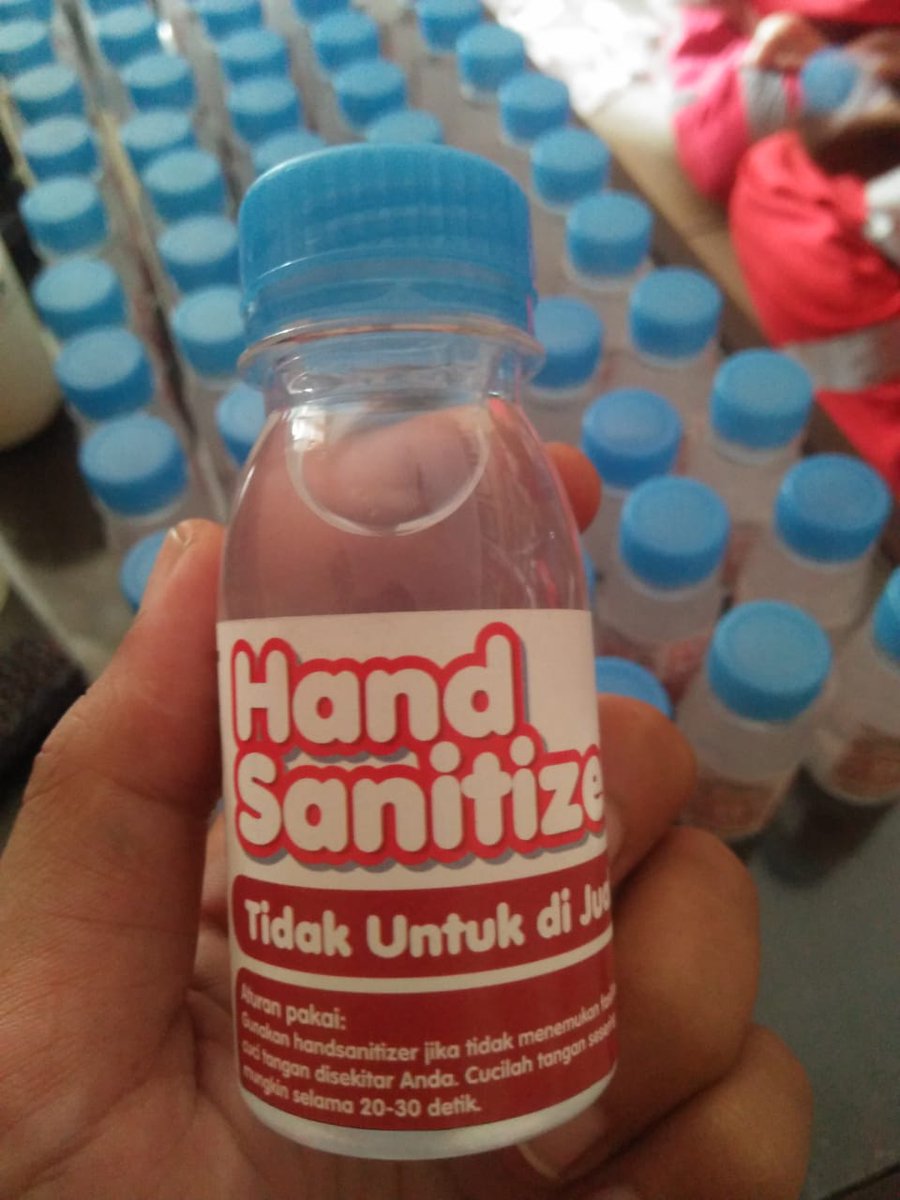 Hand
Sanitize
Tidak Untuk di Ju
Aturan pakai:
Gunakan handsanitizer jika tidak menemukan
cuci tangan disekitar Anda. Cucilah tangan
mungkin selama 20-30 detik.